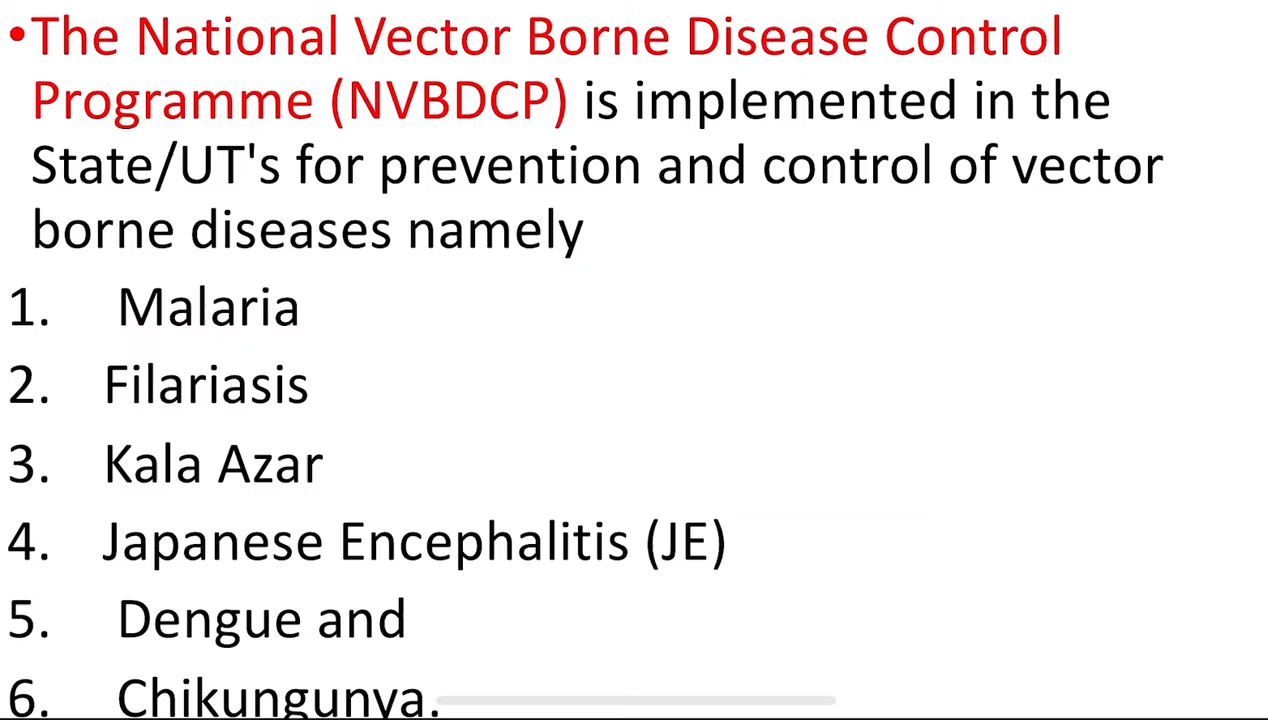 •The National Vector Borne Disease Control
Programme (NVBDCP) is implemented in the
State/UT's for prevention and control of vector
borne diseases namely
1. Malaria
2. Filariasis
3. Kala Azar
4. Japanese Encephalitis (JE)
5. Dengue and
6. Chikungunya.